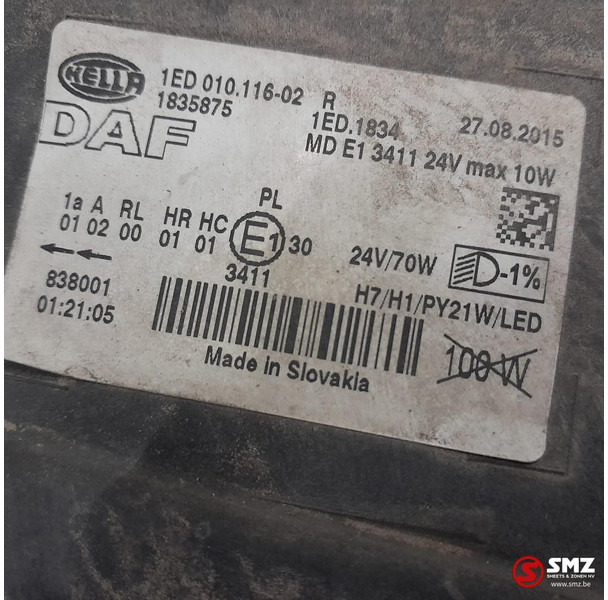 HELLA
1ED 010.116-02 R
27.08.2015
1835875
1ED.1834
DAF
MD E1 3411 24V max 10W
PL
1a A RL HR HC
01 02 00 01 01
E1 30
3411
24V/70W
-1%
838001
01:21:05
H7/H1/PY21W/LED
100 W
Made in Slovakia
SMZ
SMEETS & ZONEN NV
www.smz.be